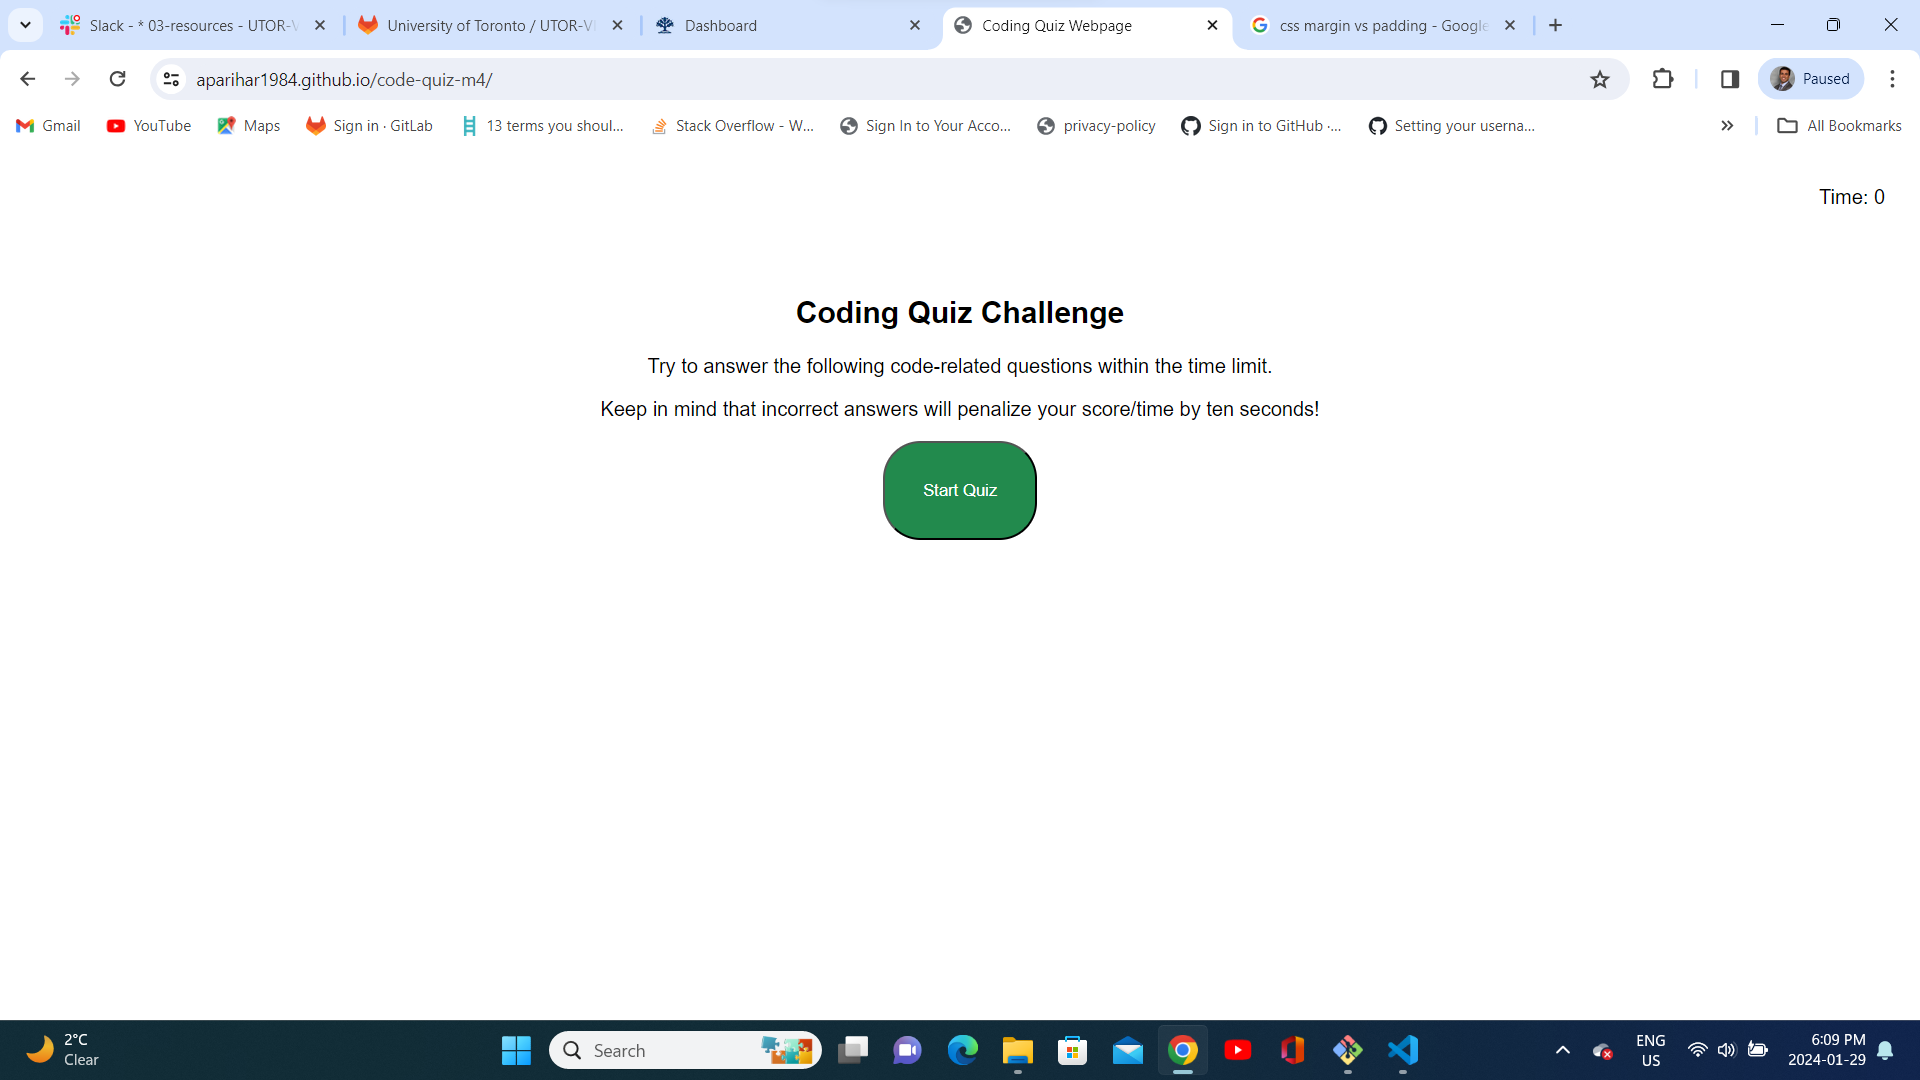 Slack - * 03-resources - UTOR-V
University of Toronto / UTOR-VI
Dashboard
Coding Quiz Webpage
css margin vs padding - Google
aparihar1984.github.io/code-quiz-m4/
Paused
Gmail
YouTube
Maps
Sign in · GitLab
13 terms you shoul...
Stack Overflow - W...
Sign In to Your Acco...
privacy-policy
Sign in to GitHub ·...
Setting your userna...
All Bookmarks
Time: 0
Coding Quiz Challenge
Try to answer the following code-related questions within the time limit.
Keep in mind that incorrect answers will penalize your score/time by ten seconds!
Start Quiz
2°C
Clear
Search
ENG
US
6:09 PM
2024-01-29